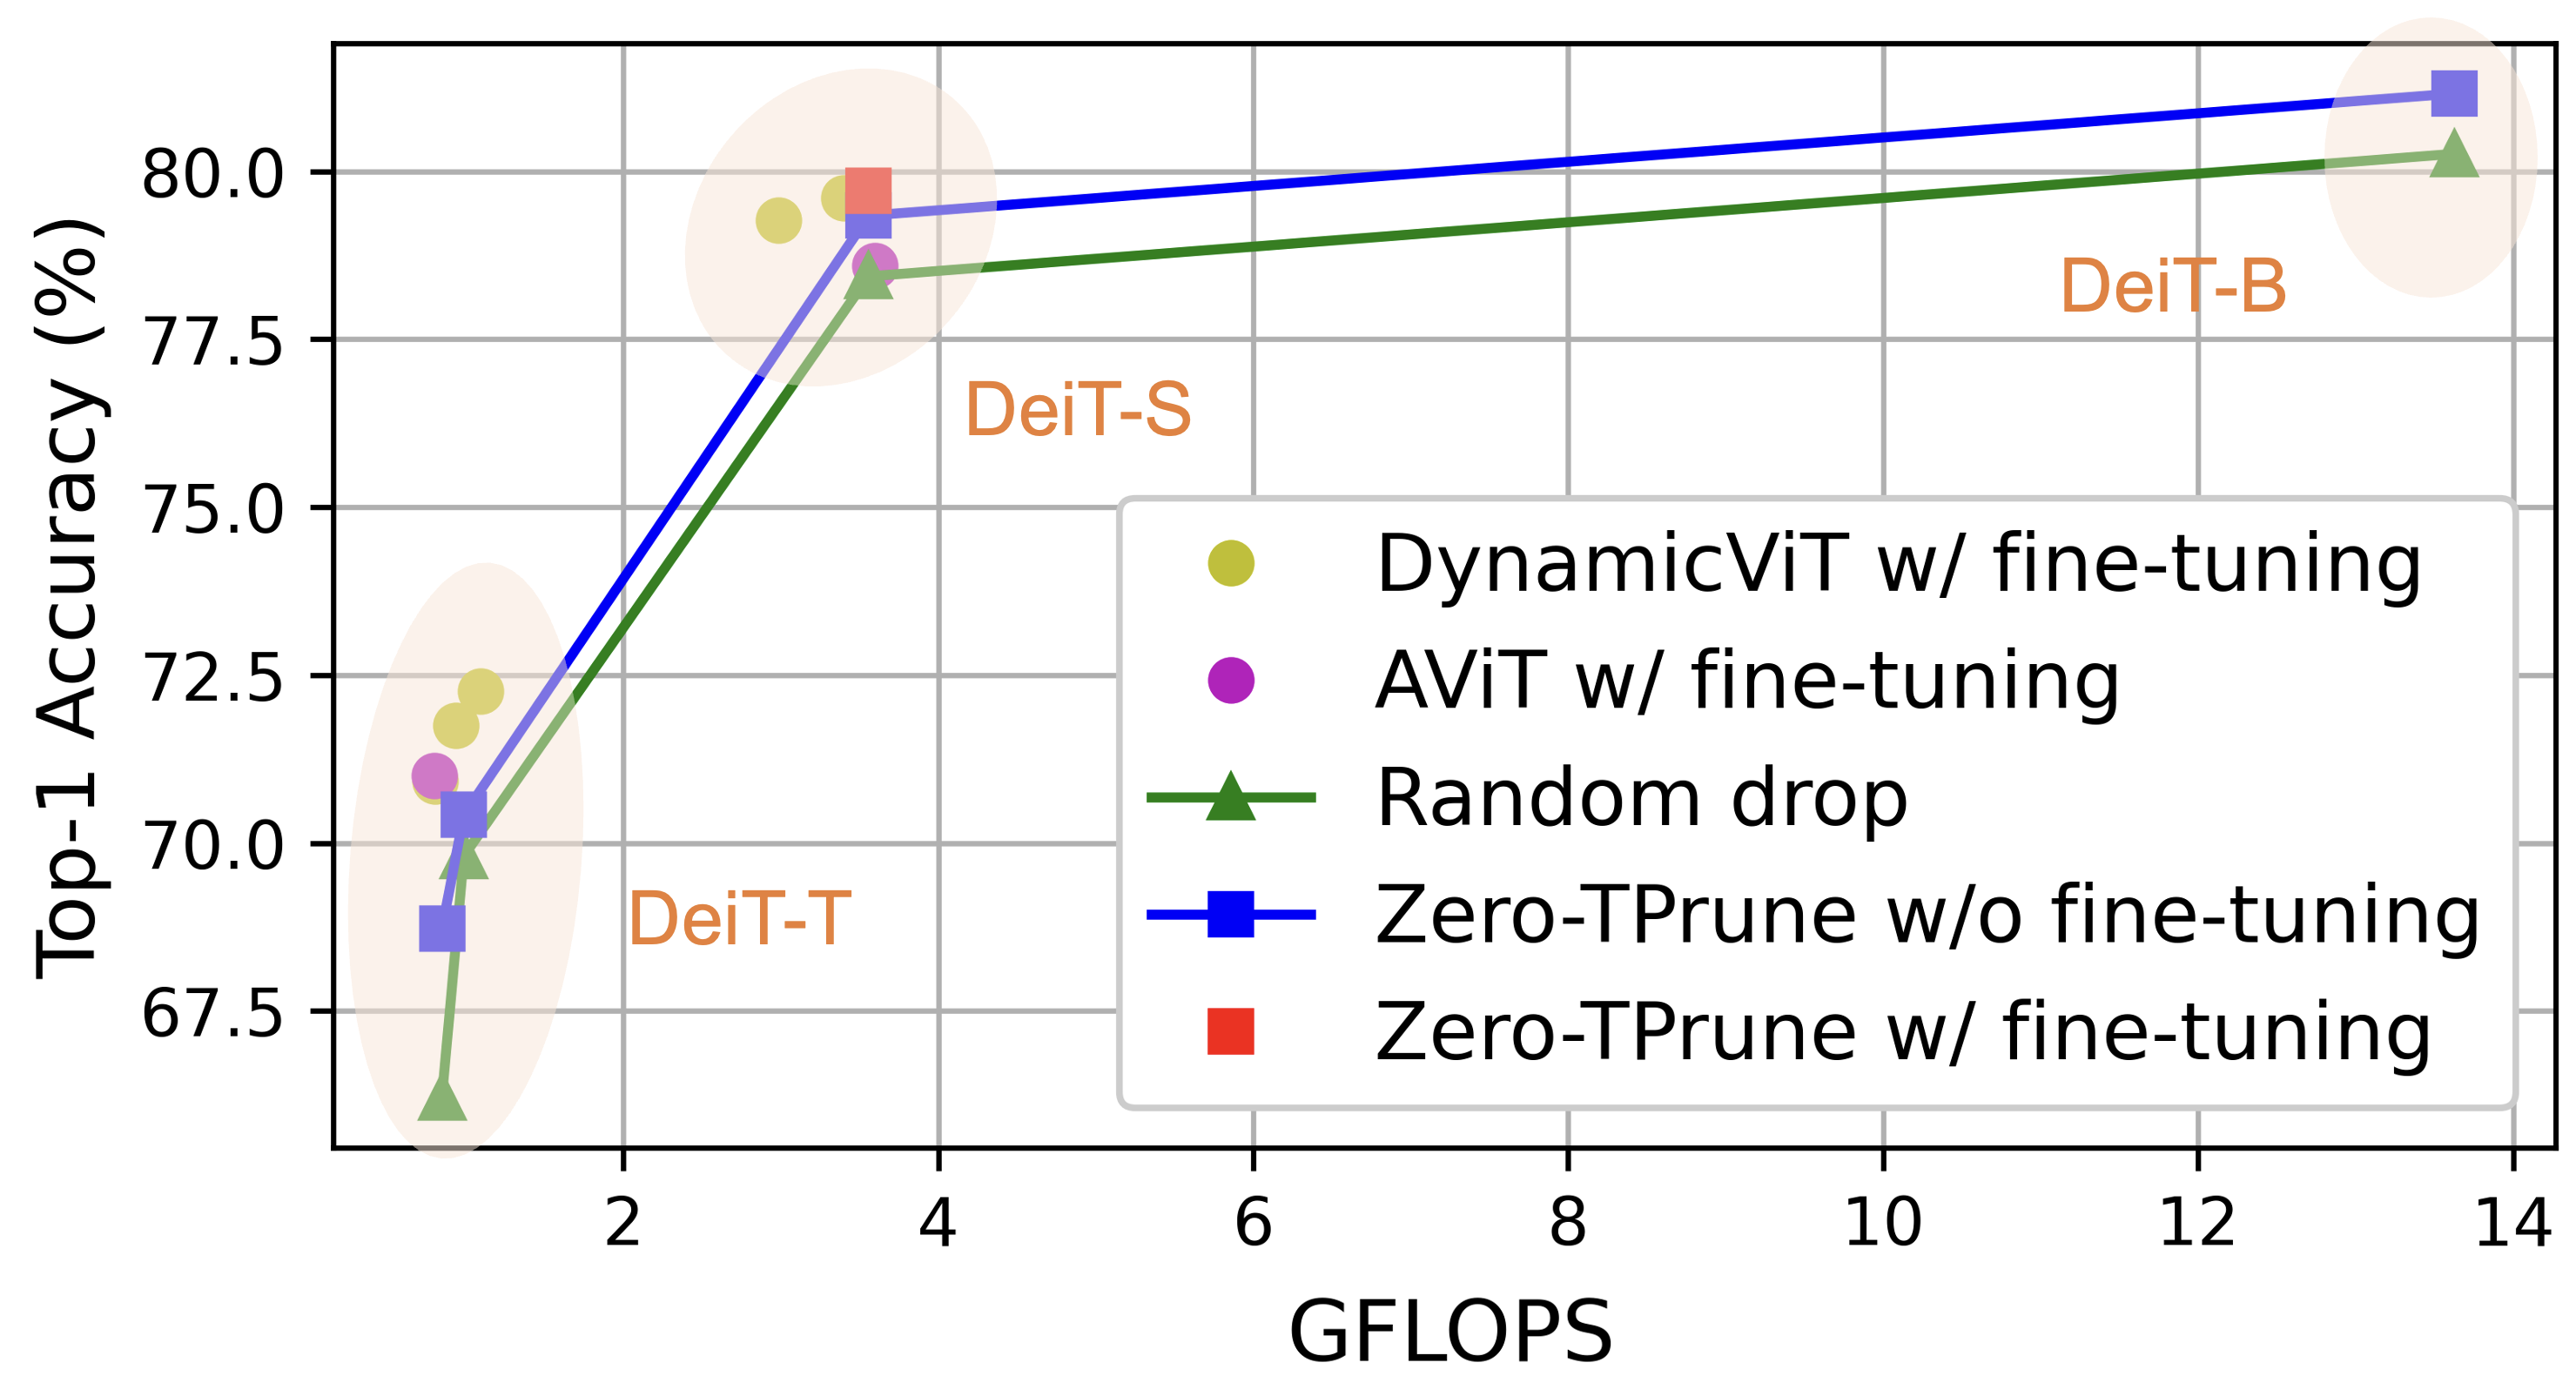 Top-1 Accuracy (%)
80.0
77.5
75.0
72.5
70.0
67.5
DeiT-B
DeiT-S
DeiT-T
DynamicViT w/ fine-tuning
AViT w/ fine-tuning
Random drop
Zero-TPrune w/o fine-tuning
Zero-TPrune w/ fine-tuning
2 4 6 8 10 12 14
GFLOPS